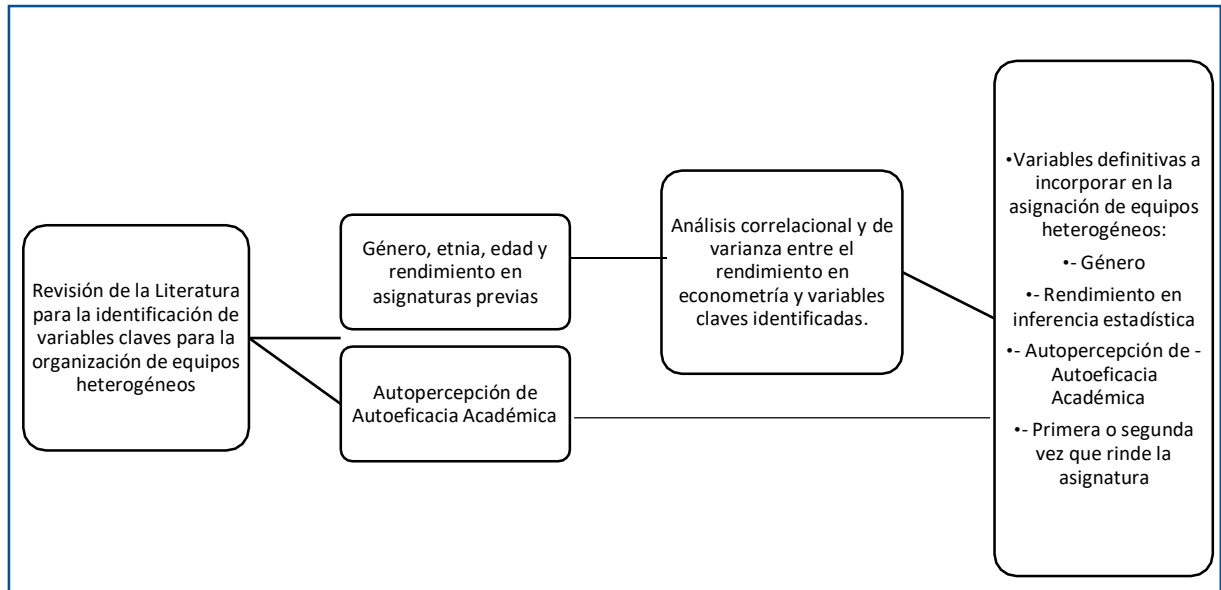 Revisión de la Literatura
para la identificación de
variables claves para la
organización de equipos
heterogéneos
Género, etnia, edad y
rendimiento en
asignaturas previas
Autopercepción de
Autoeficacia Académica
Análisis correlacional y de
varianza entre el
rendimiento en
econometría y variables
claves identificadas.
•Variables definitivas a
incorporar en la
asignación de equipos
heterogéneos:
•- Género
•- Rendimiento en
inferencia estadística
•- Autopercepción de -
Autoeficacia
Académica
•- Primera o segunda
vez que rinde la
asignatura